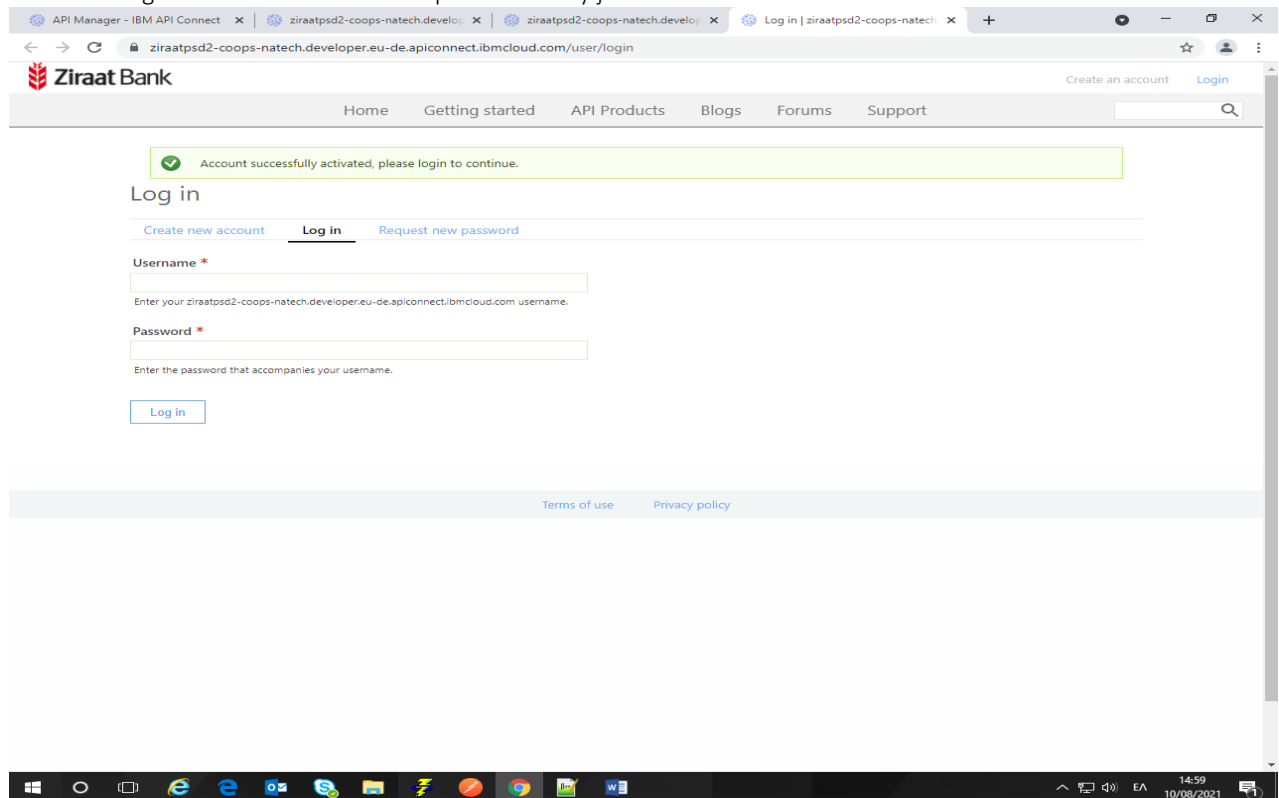 API Manager - IBM API Connect
ziraatpsd2-coops-natech.develop
ziraatpsd2-coops-natech.develop
Log in | ziraatpsd2-coops-natech
ziraatpsd2-coops-natech.developer.eu-de.apiconnect.ibmcloud.com/user/login
Ziraat Bank
Create an account Login
Home Getting started API Products Blogs Forums Support
Account successfully activated, please login to continue.
Log in
Create new account Log in Request new password
Username *
Enter your ziraatpsd2-coops-natech.developer.eu-de.apiconnect.ibmcloud.com username.
Password *
Enter the password that accompanies your username.
Log in
Terms of use Privacy policy
ΕΛ
14:59
10/08/2021